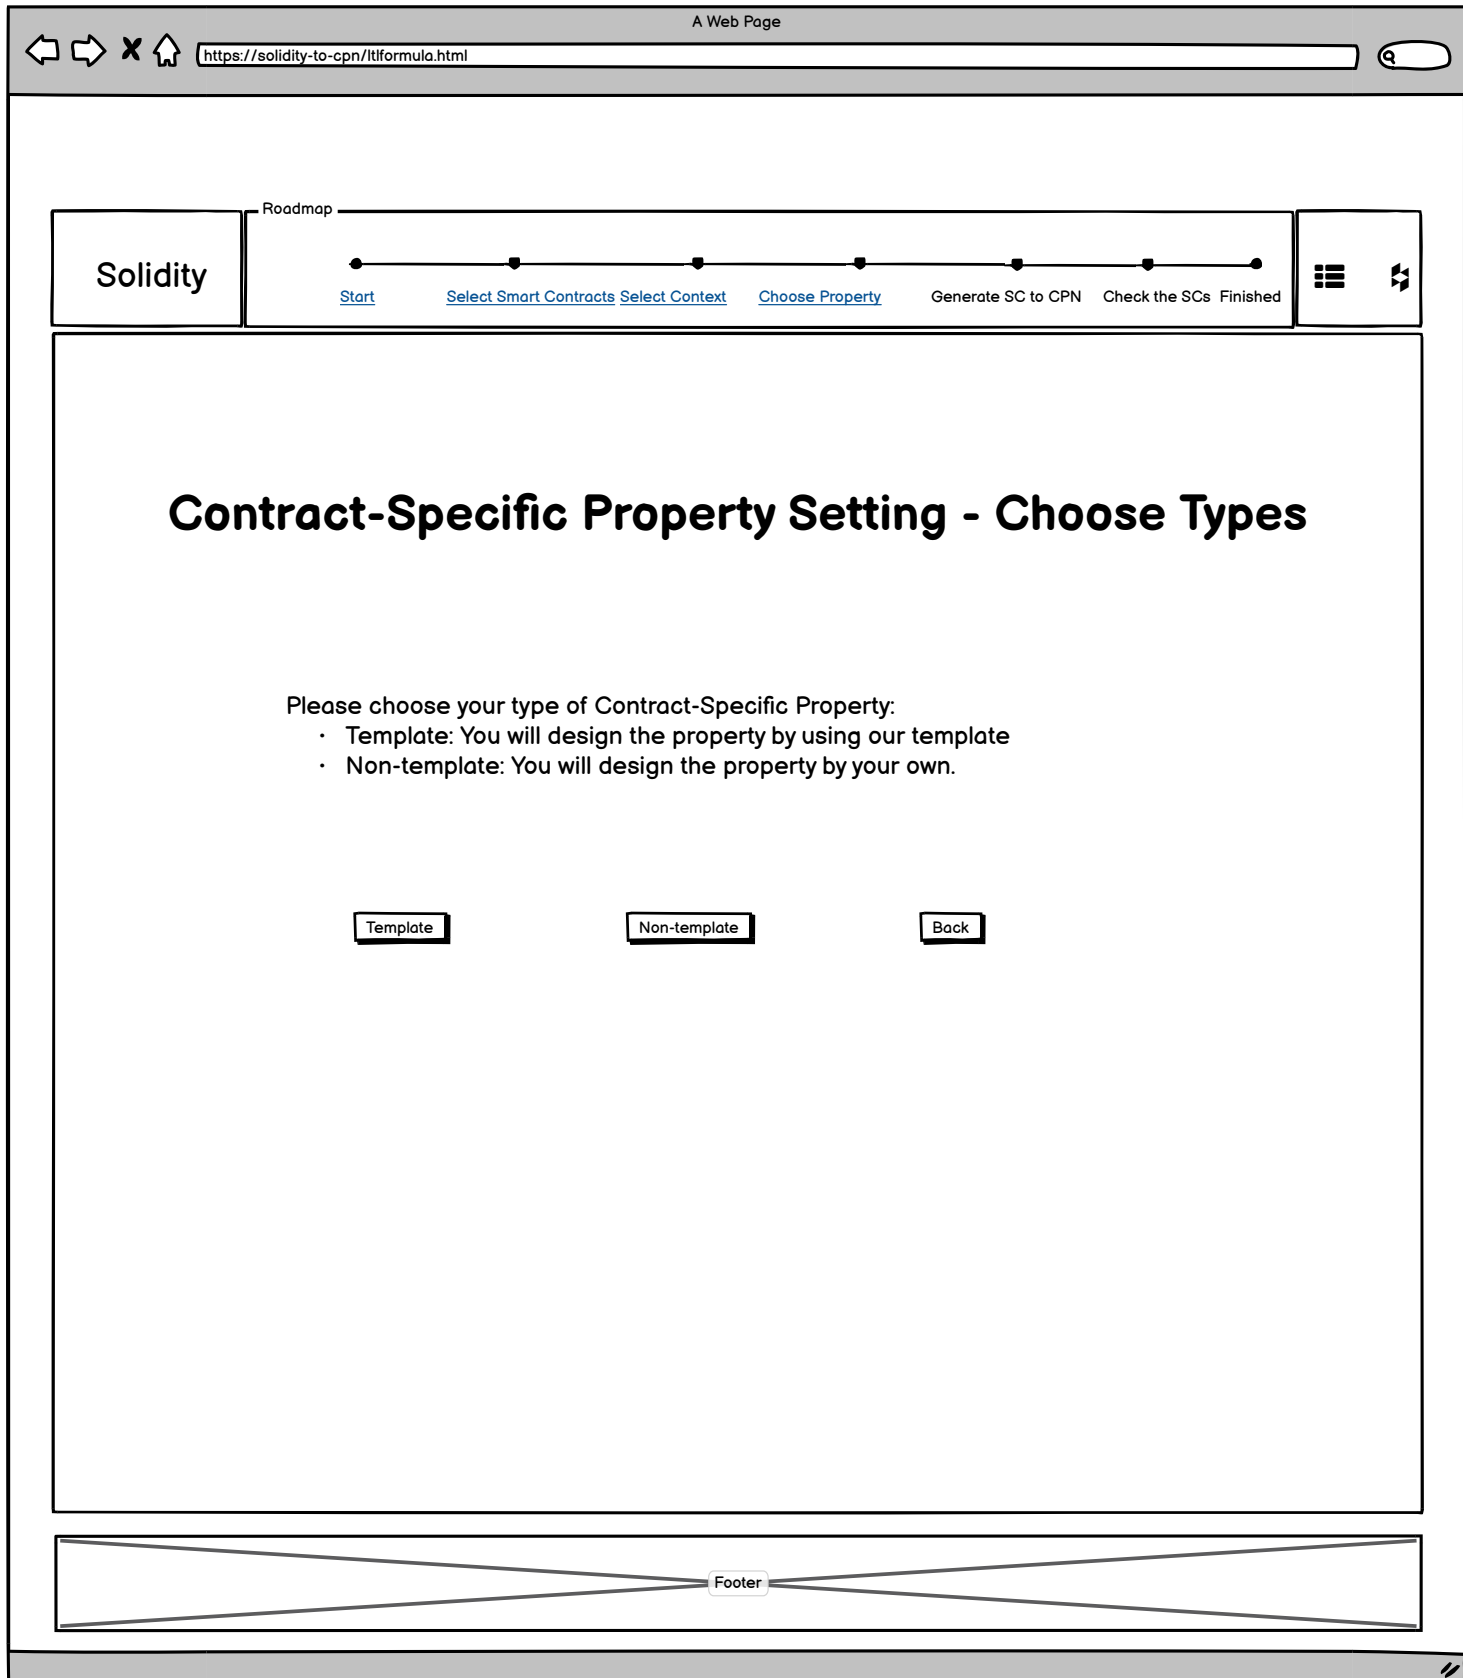 A Web Page
https://solidity-to-cpn/ltlformula.html
Roadmap
Solidity
Start Select Smart Contracts Select Context Choose Property Generate SC to CPN Check the SCs Finished
Contract-Specific Property Setting - Choose Types
Please choose your type of Contract-Specific Property:
• Template: You will design the property by using our template
• Non-template: You will design the property by your own.
Template Non-template Back
Footer